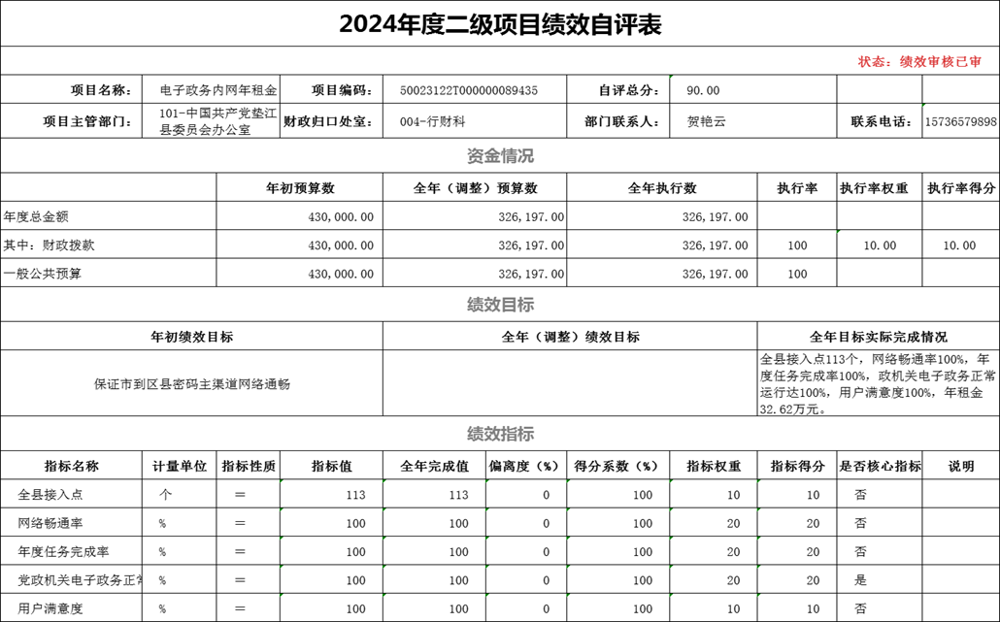 2024年度二级项目绩效自评表
状态：绩效审核已审
项目名称： 电子政务内网年租金 项目编码： 50023122T000000089435 自评总分： 90.00
项目主管部门： 101-中国共产党垫江县委员会办公室 财政归口处室： 004-行财科 部门联系人： 贺艳云 联系电话： 15736579898
资金情况
年初预算数 全年（调整）预算数 全年执行数 执行率 执行率权重 执行率得分
年度总金额 430,000.00 326,197.00 326,197.00
其中：财政拨款 430,000.00 326,197.00 326,197.00 100 10.00 10.00
一般公共预算 430,000.00 326,197.00 326,197.00 100
绩效目标
年初绩效目标 全年（调整）绩效目标 全年目标实际完成情况
保证市到区县密码主渠道网络通畅
全县接入点113个，网络畅通率100%，年
度任务完成率100%，政机关电子政务正常
运行达100%，用户满意度100%，年租金
32.62万元。
绩效指标
指标名称 计量单位 指标性质 指标值 全年完成值 偏离度（%） 得分系数（%） 指标权重 指标得分 是否核心指标 说明
全县接入点 个 ＝ 113 113 0 100 10 10 否
网络畅通率 % ＝ 100 100 0 100 20 20 否
年度任务完成率 % ＝ 100 100 0 100 20 20 否
党政机关电子政务正 % ＝ 100 100 0 100 20 20 是
用户满意度 % ＝ 100 100 0 100 10 10 否